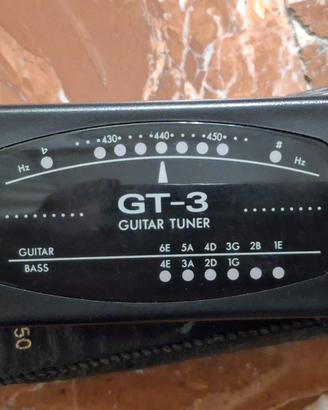 430 440 450
Hz ♭ # Hz
GT-3
GUITAR TUNER
GUITAR 6E 5A 4D 3G 2B 1E
BASS 4E 3A 2D 1G
50